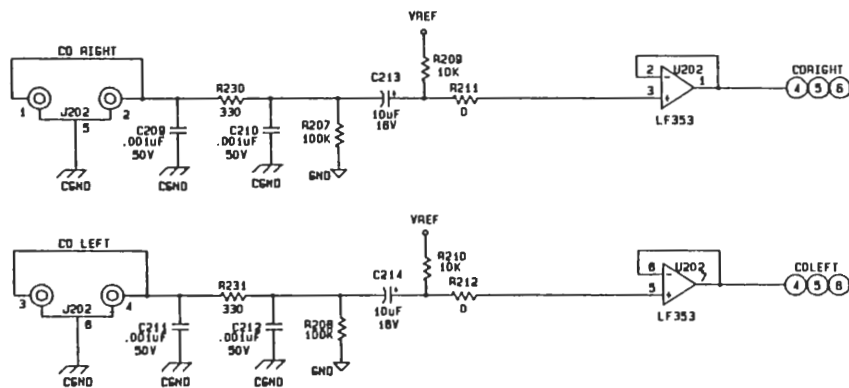 VREF
CD RIGHT
R209
10K
C213
R211
R230
2
U202
1
CDRIGHT
1
J202
2
330
10uF
16V
0
3
4 5 6
5
C209
.001uF
50V
C210
.001uF
50V
R207
100K
LF353
CGND
CGND
CGND
GND
VREF
CD LEFT
R210
10K
C214
R212
R231
6
U202
7
CDLEFT
3
J202
4
330
10uF
16V
0
5
4 5 6
6
C211
.001uF
50V
C212
.001uF
50V
R208
100K
LF353
CGND
CGND
CGND
GND